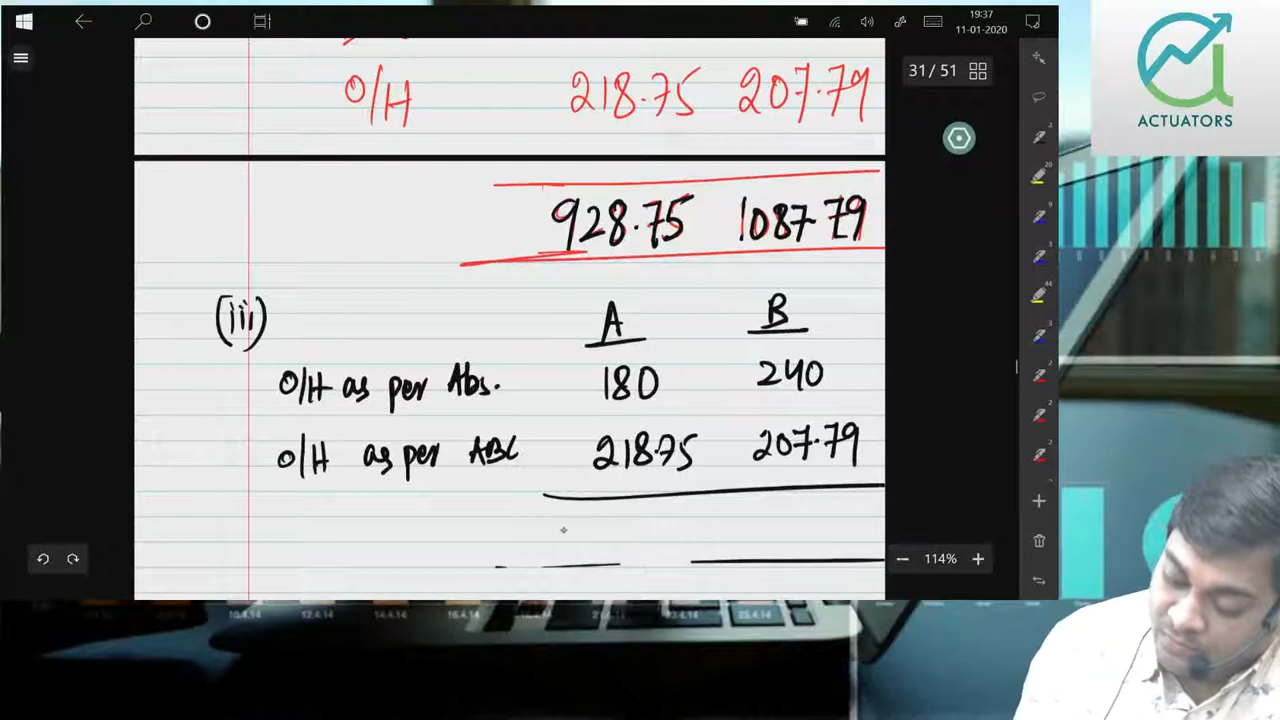 19:37
11-01-2020
31/51
ACTUATORS
O/H 218.75 207.79
928.75 1087.79
(iii) A B
O/H as per Abs. 180 240
O/H as per ABC 218.75 207.79
114%